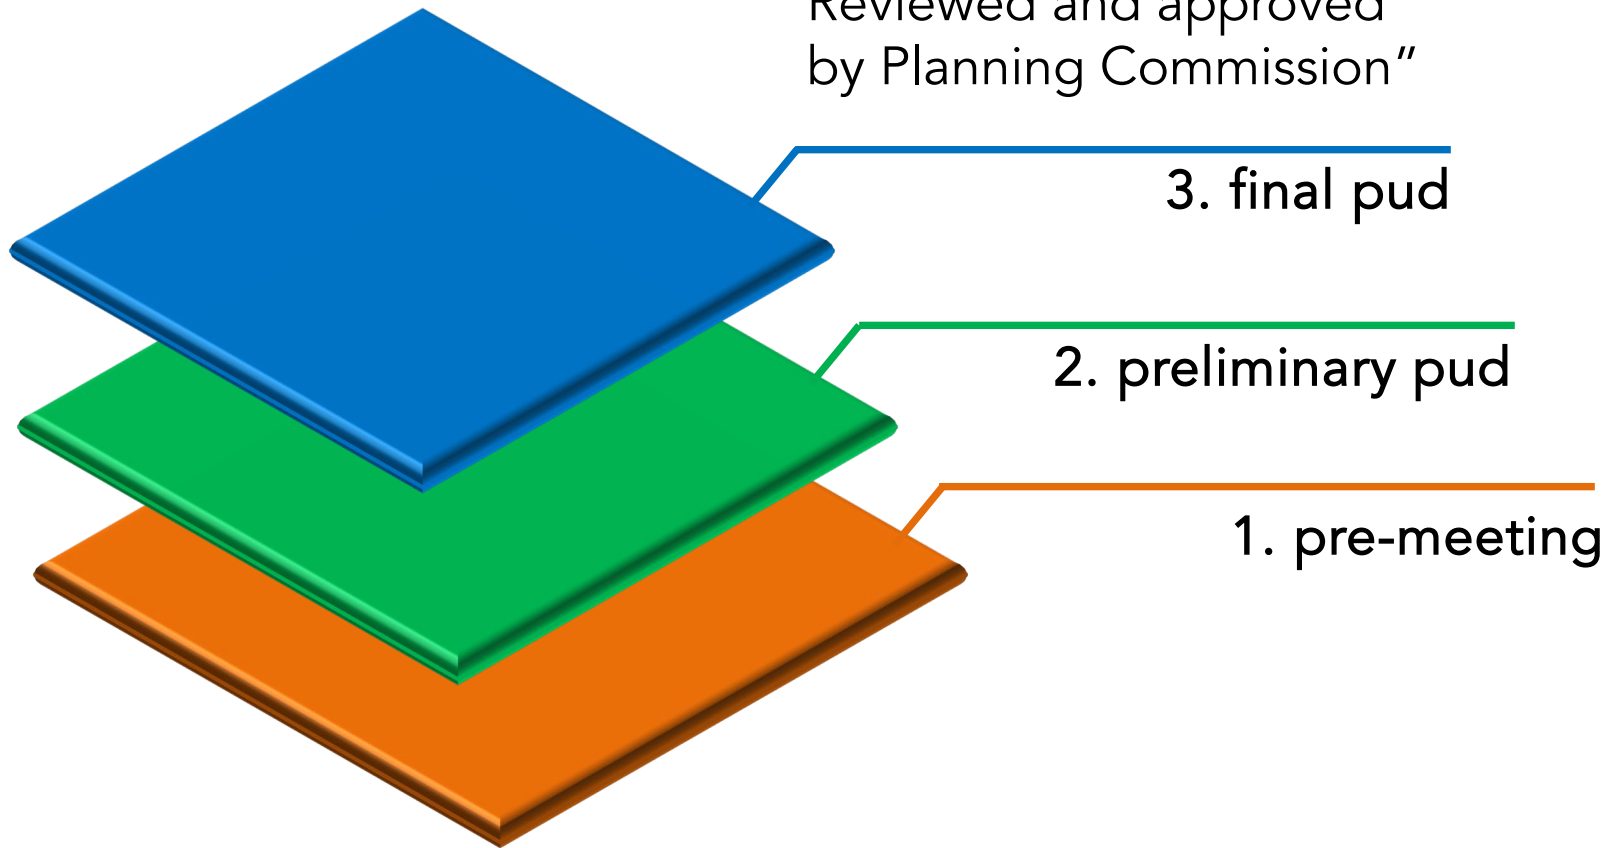 Reviewed and approved
by Planning Commission”
3. final pud
2. preliminary pud
1. pre-meeting